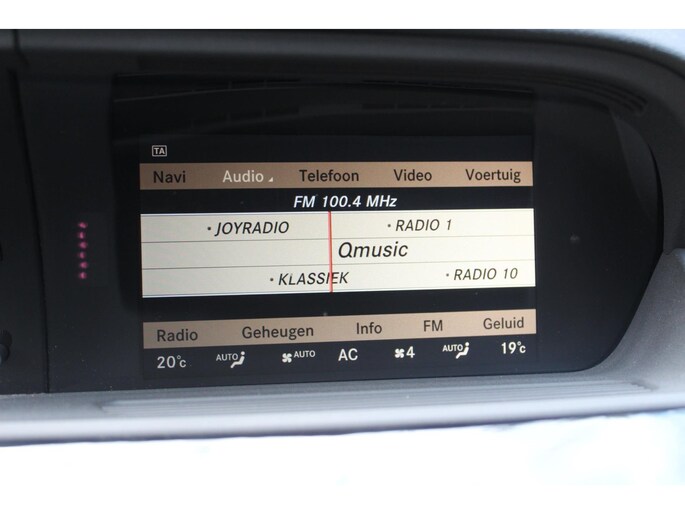 TA
Navi Audio Telefoon Video Voertuig
FM 100.4 MHz
• JOYRADIO • RADIO 1
Qmusic
• KLASSIEK • RADIO 10
Radio Geheugen Info FM Geluid
20°c AUTO AUTO AC 4 AUTO 19°c